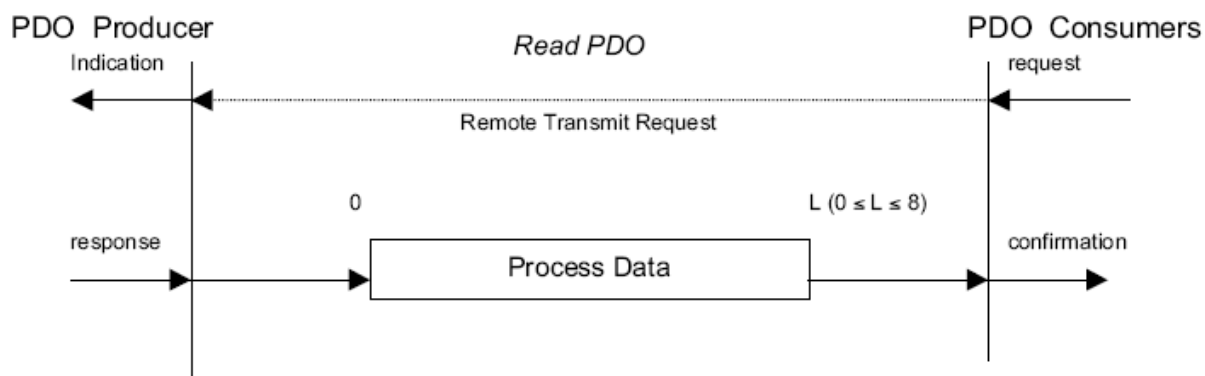 PDO Producer
Read PDO
PDO Consumers
Indication
request
Remote Transmit Request
0
L (0 ≤ L ≤ 8)
response
Process Data
confirmation